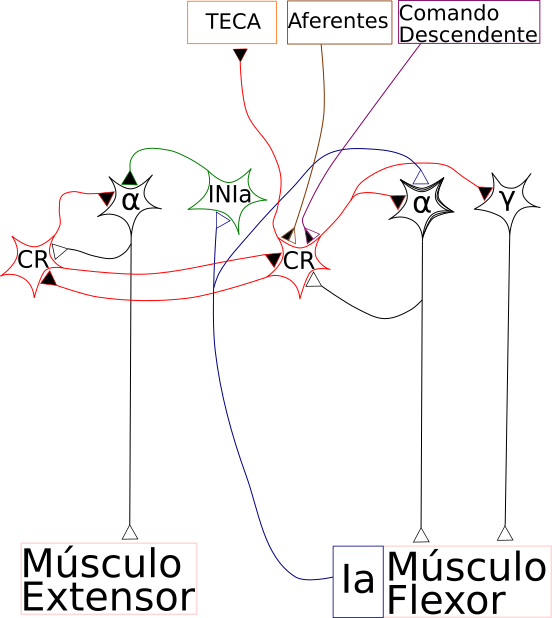 TECA
Aferentes
Comando
Descendente
α
INIa
α
γ
CR
CR
Músculo
Extensor
Ia
Músculo
Flexor